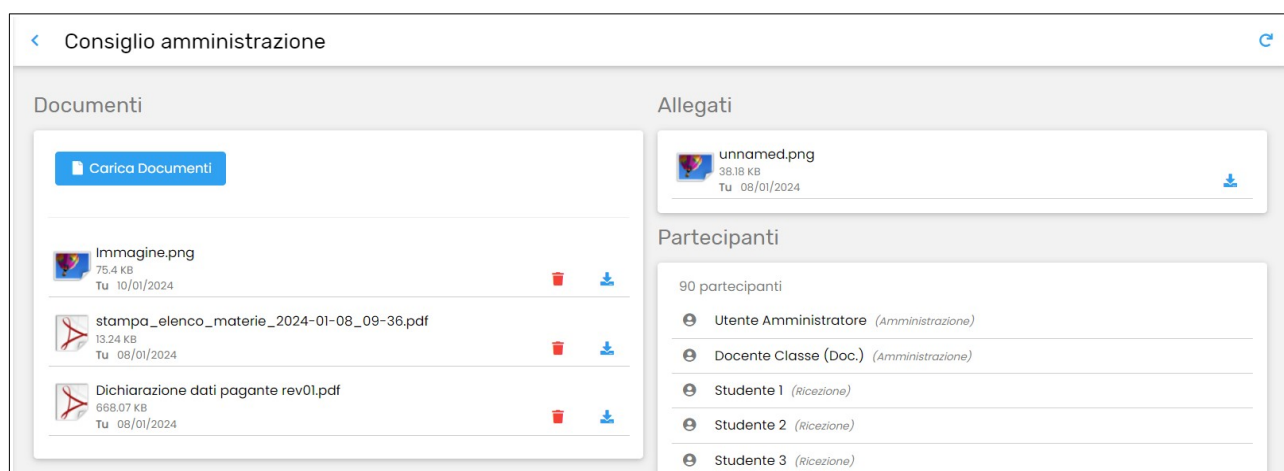 Consiglio amministrazione
Documenti
Carica Documenti
Immagine.png
75.4 KB
Tu 10/01/2024
stampa_elenco_materie_2024-01-08_09-36.pdf
13.24 KB
Tu 08/01/2024
Dichiarazione dati pagante rev01.pdf
668.07 KB
Tu 08/01/2024
Allegati
unnamed.png
38.18 KB
Tu 08/01/2024
Partecipanti
90 partecipanti
Utente Amministratore (Amministrazione)
Docente Classe (Doc.) (Amministrazione)
Studente 1 (Ricezione)
Studente 2 (Ricezione)
Studente 3 (Ricezione)